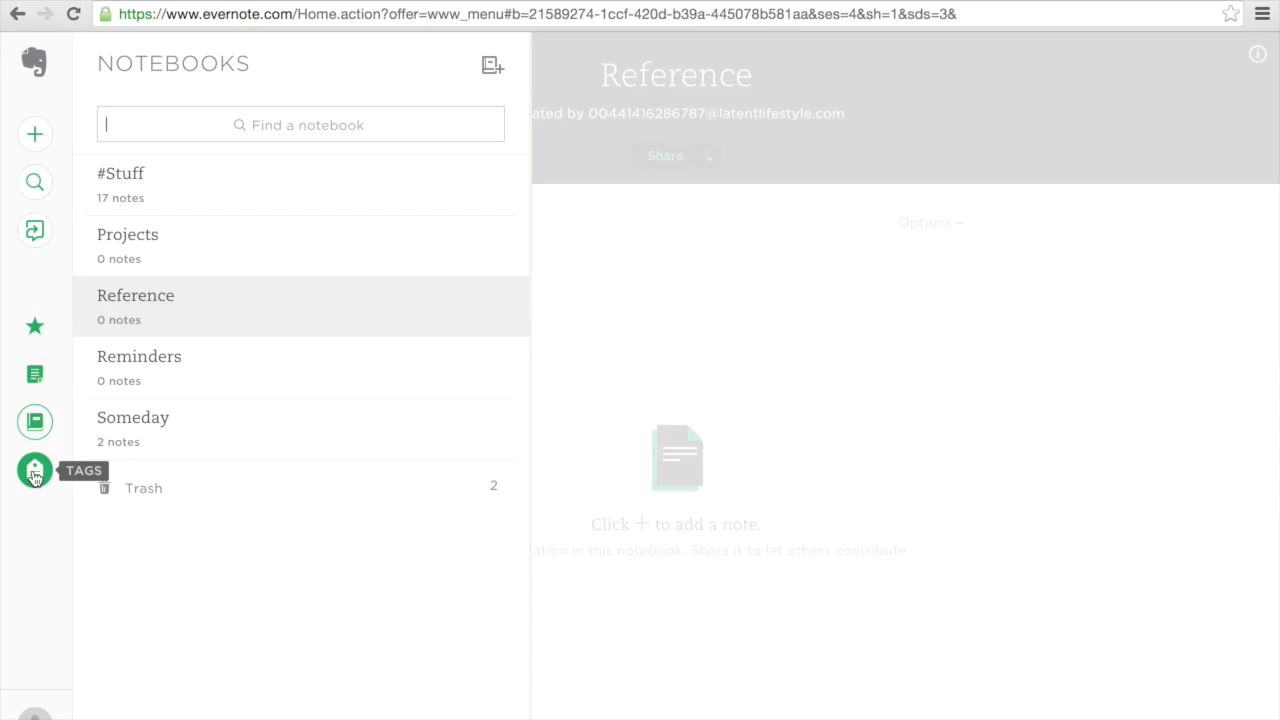 https://www.evernote.com/Home.action?offer=www_menu#b=21589274-1ccf-420d-b39a-445078b581aa&ses=4&sh=1&sds=3&
NOTEBOOKS
Find a notebook
#Stuff
17 notes
Projects
0 notes
Reference
0 notes
Reminders
0 notes
Someday
2 notes
TAGS
Trash
2
Reference
ated by 00441416286787@latentlifestyle.com
Share
Options
Click + to add a note.
ation in this notebook. Share it to let others contribute.